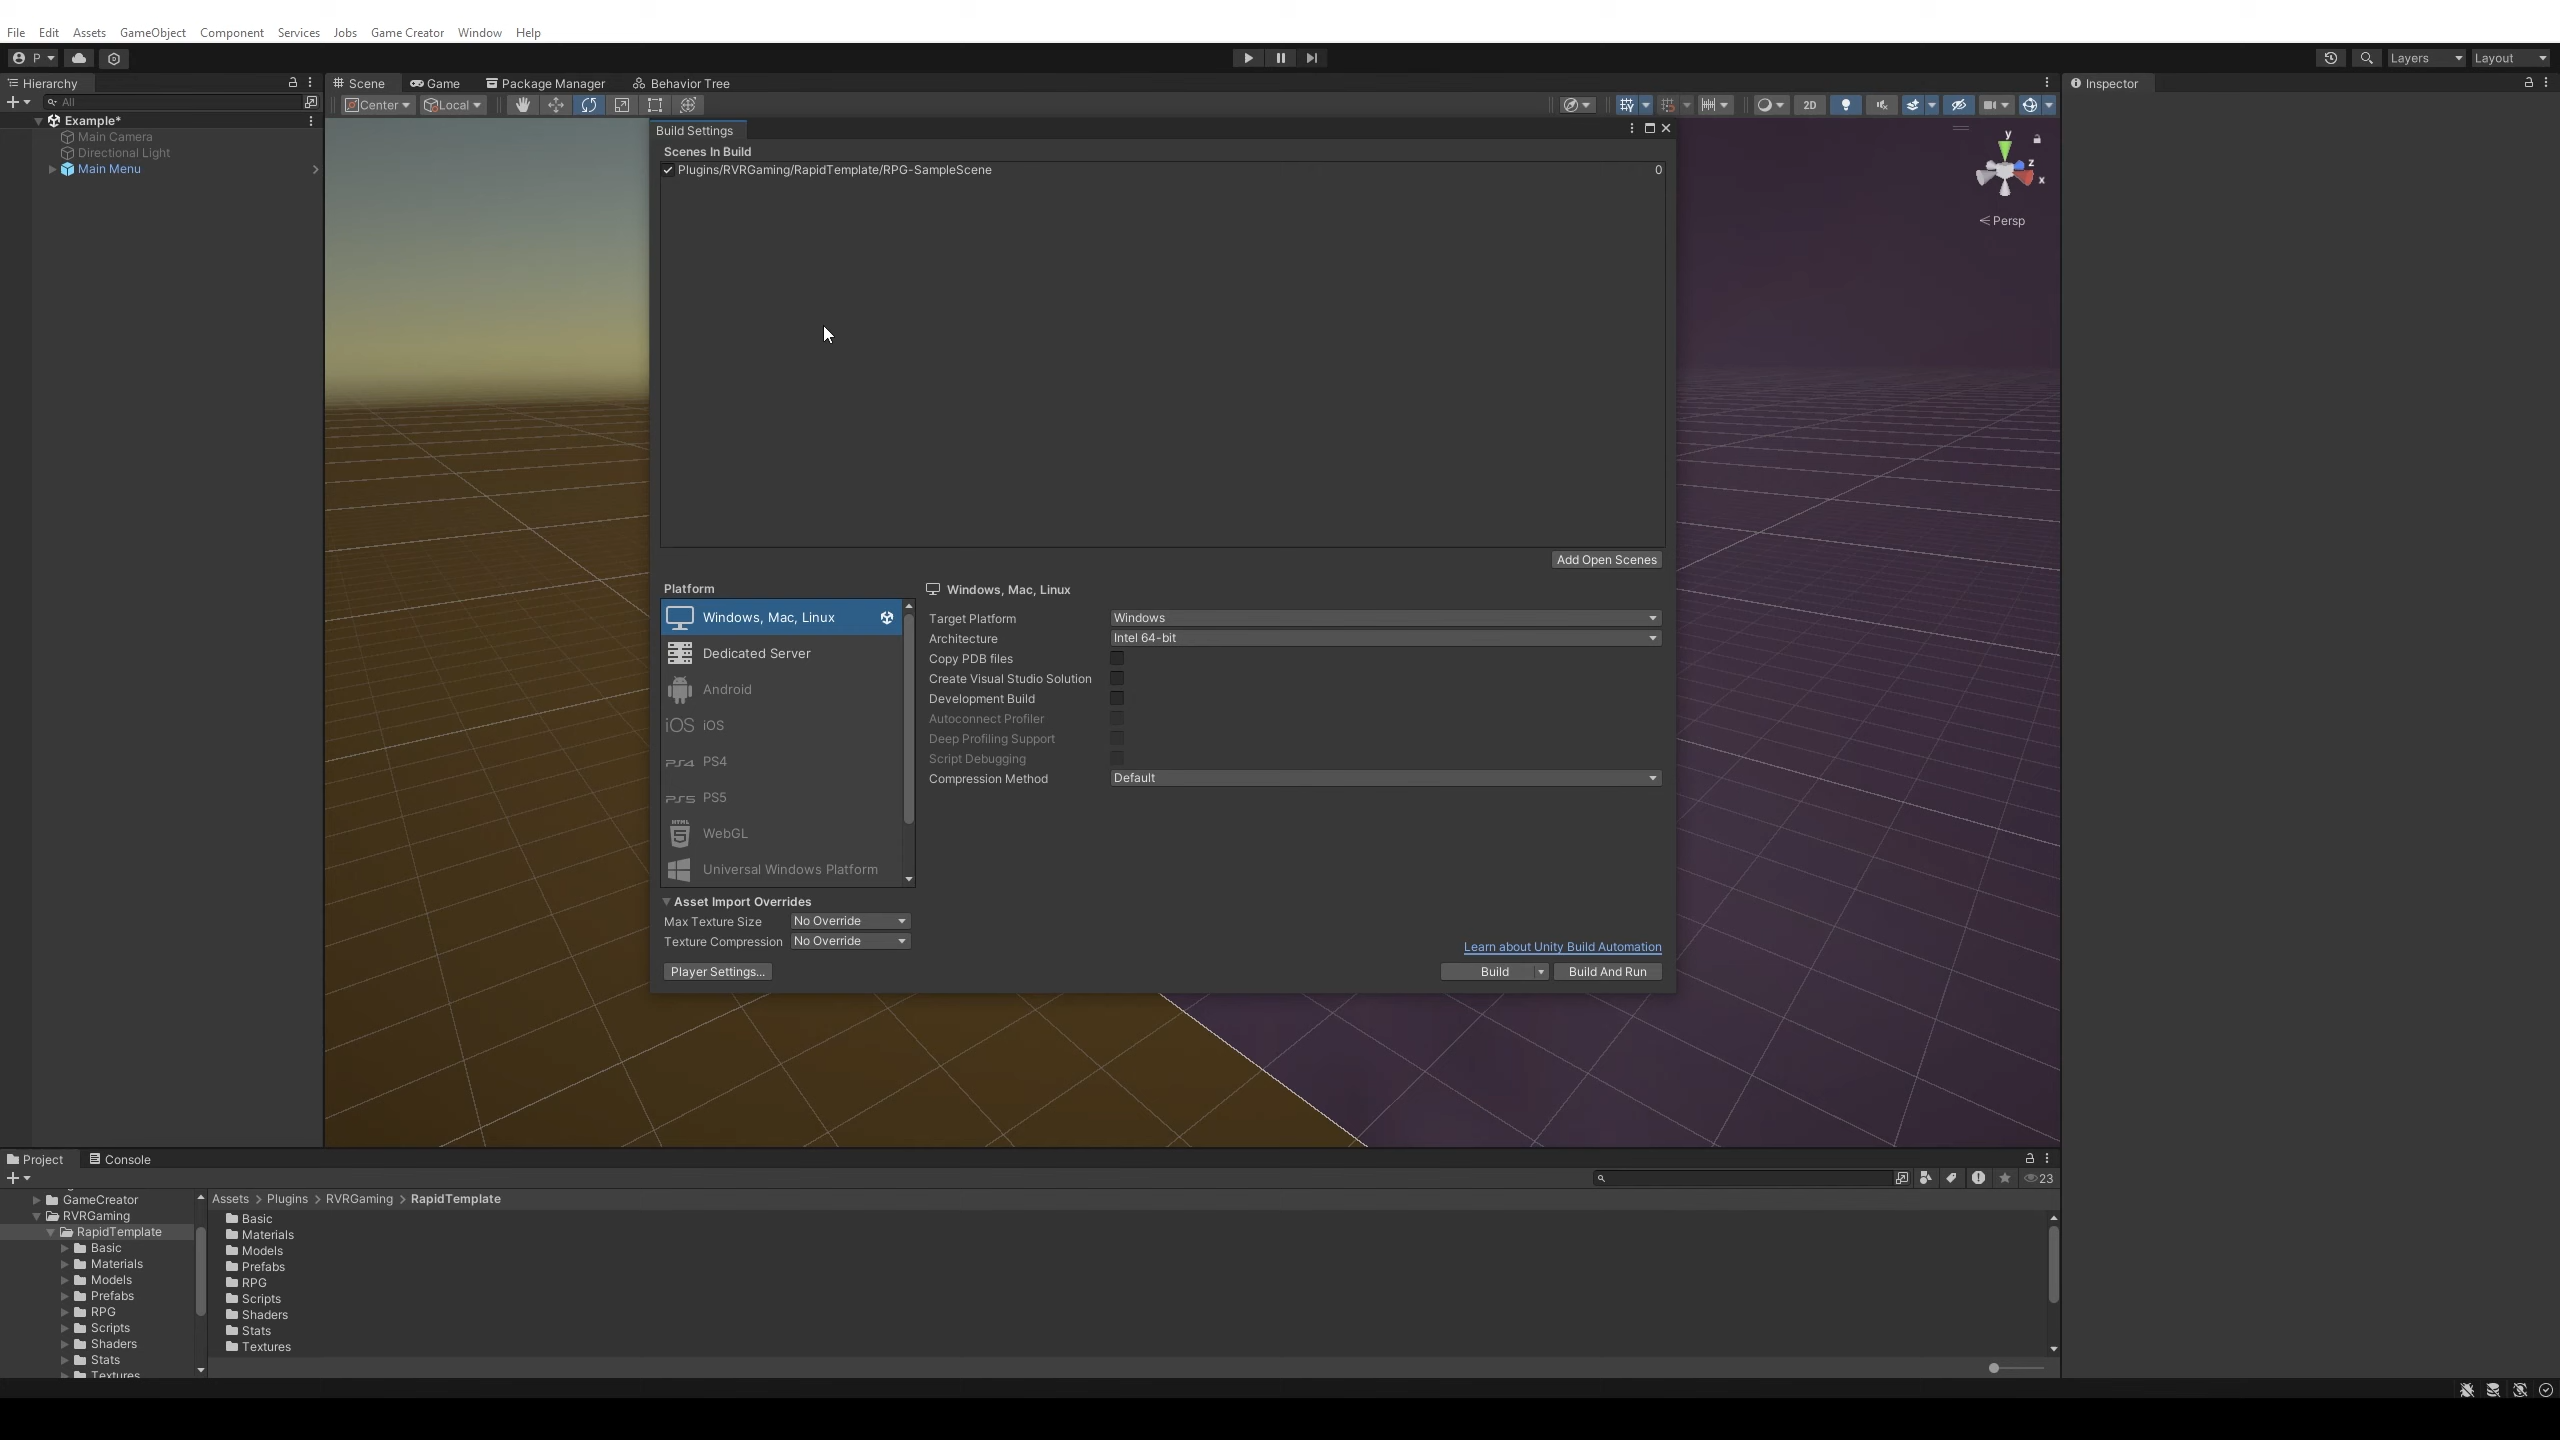 File Edit Assets GameObject Component Services Jobs Game Creator Window Help
P Layers Layout
Hierarchy Scene Game Package Manager Behavior Tree Inspector
All Center Local 2D
Example*
Main Camera
Directional Light
Main Menu
Build Settings
Scenes In Build
Plugins/RVRGaming/RapidTemplate/RPG-SampleScene 0
y
z
x
Persp
Add Open Scenes
Platform
Windows, Mac, Linux
Dedicated Server
Android
iOS iOS
PS4 PS4
PS5 PS5
HTML 5 WebGL
Universal Windows Platform
Windows, Mac, Linux
Target Platform Windows
Architecture Intel 64-bit
Copy PDB files
Create Visual Studio Solution
Development Build
Autoconnect Profiler
Deep Profiling Support
Script Debugging
Compression Method Default
Asset Import Overrides
Max Texture Size No Override
Texture Compression No Override
Learn about Unity Build Automation
Player Settings... Build Build And Run
Project Console
23
GameCreator
RVRGaming
RapidTemplate
Basic
Materials
Models
Prefabs
RPG
Scripts
Shaders
Stats
Textures
Assets > Plugins > RVRGaming > RapidTemplate
Basic
Materials
Models
Prefabs
RPG
Scripts
Shaders
Stats
Textures